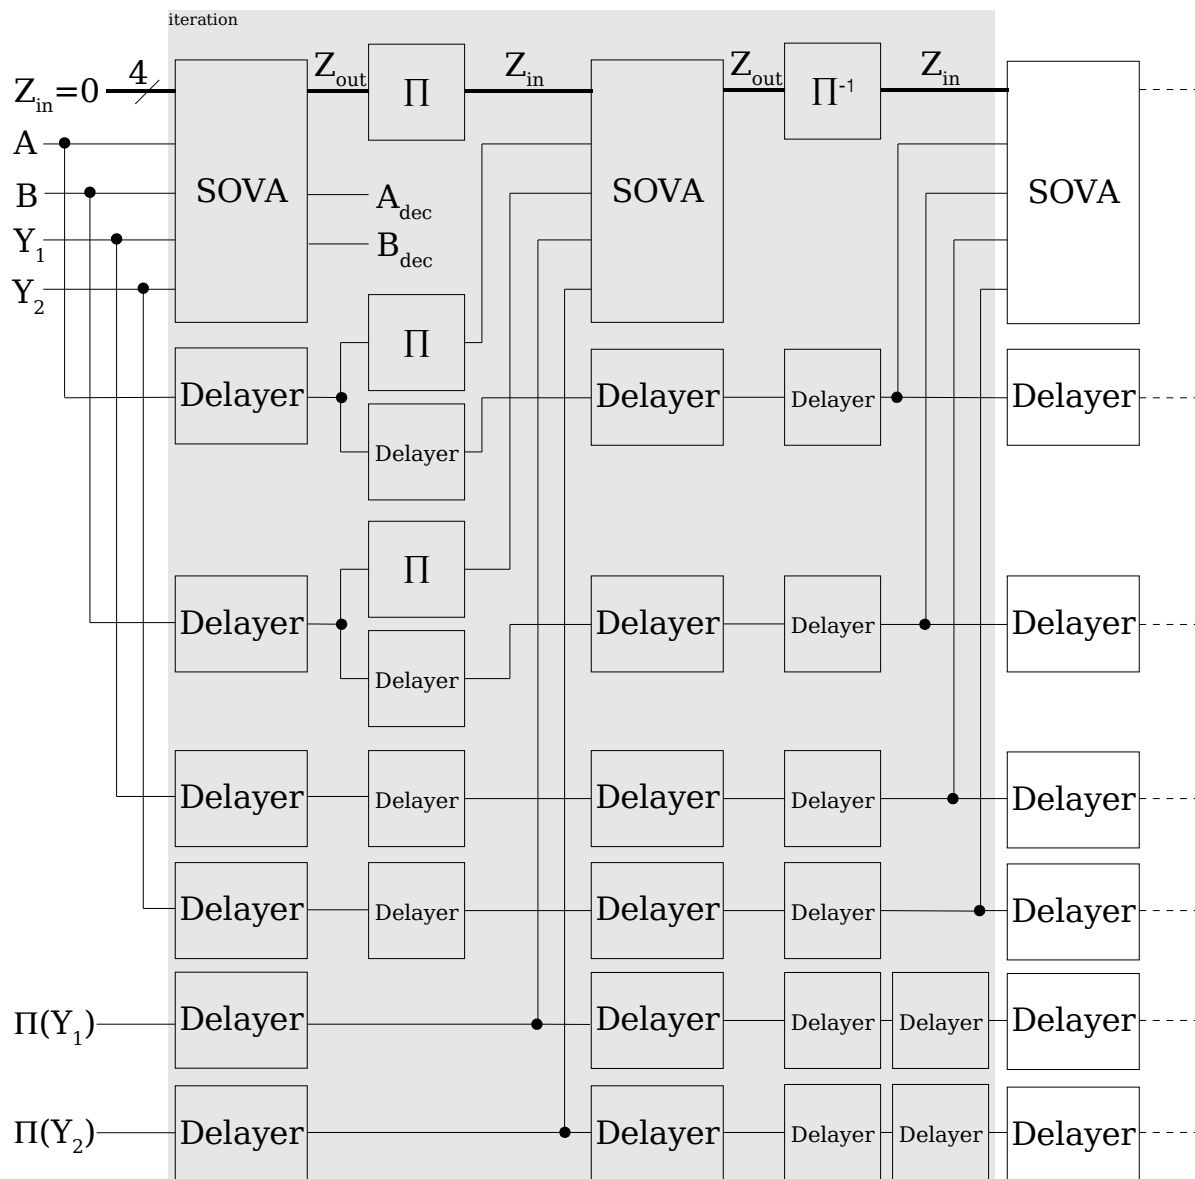 iteration
Z_in=0 4 Z_out Π Z_in Z_out Π^-1 Z_in
A
B SOVA A_dec SOVA SOVA
Y_1 B_dec
Y_2
Π
Delayer Delayer Delayer Delayer
Delayer
Π
Delayer Delayer Delayer Delayer
Delayer
Delayer Delayer Delayer Delayer Delayer
Delayer Delayer Delayer Delayer Delayer
Π(Y_1) Delayer Delayer Delayer Delayer Delayer
Π(Y_2) Delayer Delayer Delayer Delayer Delayer